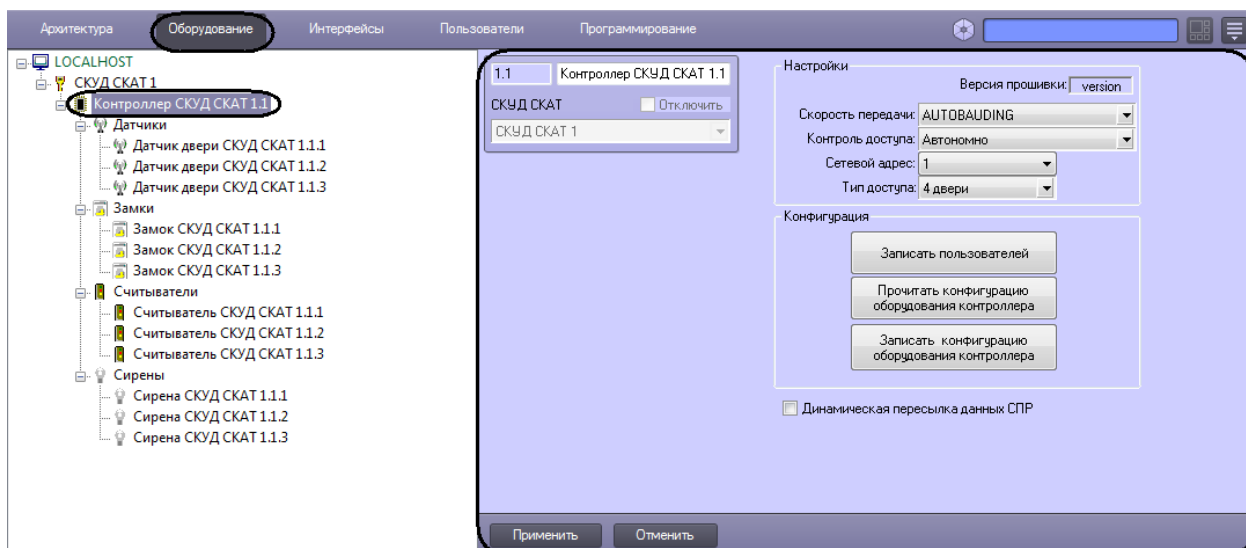 Архитектура Оборудование Интерфейсы Пользователи Программирование
LOCALHOST
СКУД СКАТ 1
Контроллер СКУД СКАТ 1.1
Датчики
Датчик двери СКУД СКАТ 1.1.1
Датчик двери СКУД СКАТ 1.1.2
Датчик двери СКУД СКАТ 1.1.3
Замки
Замок СКУД СКАТ 1.1.1
Замок СКУД СКАТ 1.1.2
Замок СКУД СКАТ 1.1.3
Считыватели
Считыватель СКУД СКАТ 1.1.1
Считыватель СКУД СКАТ 1.1.2
Считыватель СКУД СКАТ 1.1.3
Сирены
Сирена СКУД СКАТ 1.1.1
Сирена СКУД СКАТ 1.1.2
Сирена СКУД СКАТ 1.1.3
1.1 Контроллер СКУД СКАТ 1.1
СКУД СКАТ Отключить
СКУД СКАТ 1
Настройки
Версия прошивки: version
Скорость передачи: AUTOBAUDING
Контроль доступа: Автономно
Сетевой адрес: 1
Тип доступа: 4 двери
Конфигурация
Записать пользователей
Прочитать конфигурацию
оборудования контроллера
Записать конфигурацию
оборудования контроллера
Динамическая пересылка данных СПР
Применить Отменить